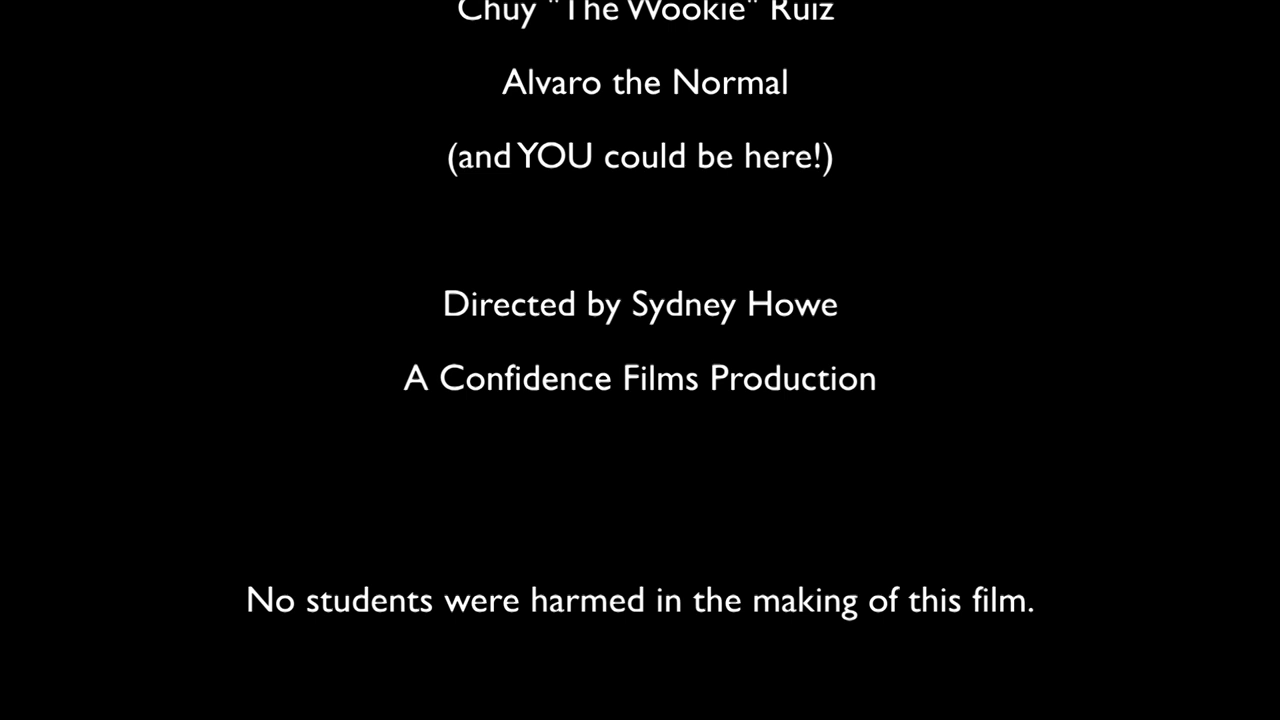 Chuy "The Wookie" Ruiz
Alvaro the Normal
(and YOU could be here!)
Directed by Sydney Howe
A Confidence Films Production
No students were harmed in the making of this film.